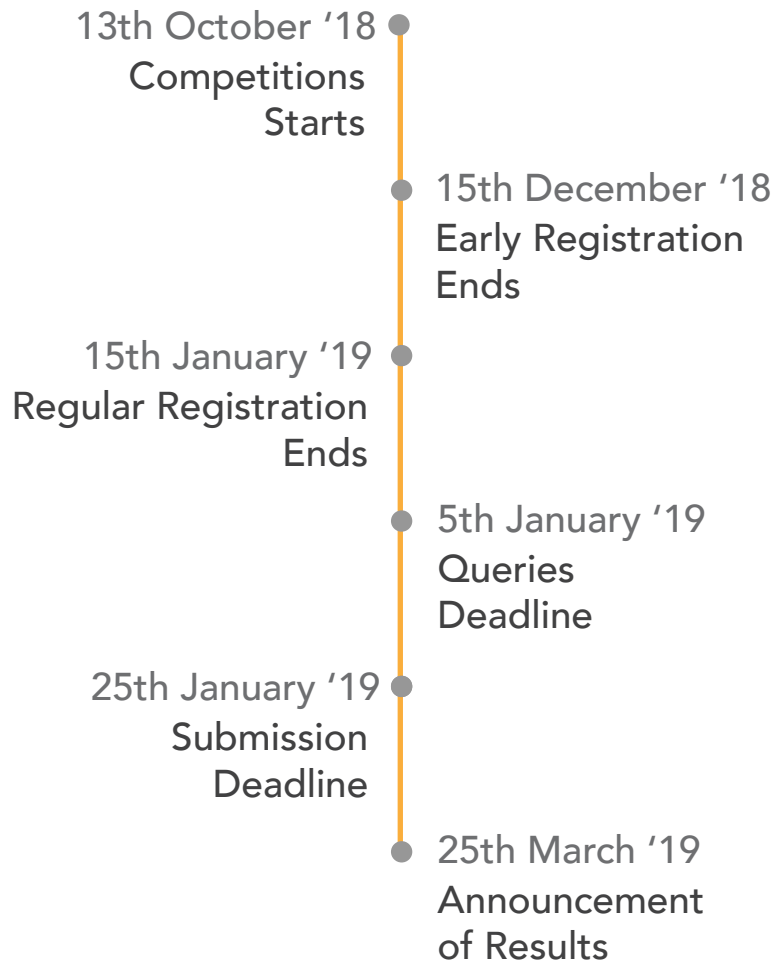 13th October ‘18
Competitions
Starts
15th December ‘18
Early Registration
Ends
15th January ‘19
Regular Registration
Ends
5th January ‘19
Queries
Deadline
25th January ‘19
Submission
Deadline
25th March ‘19
Announcement
of Results